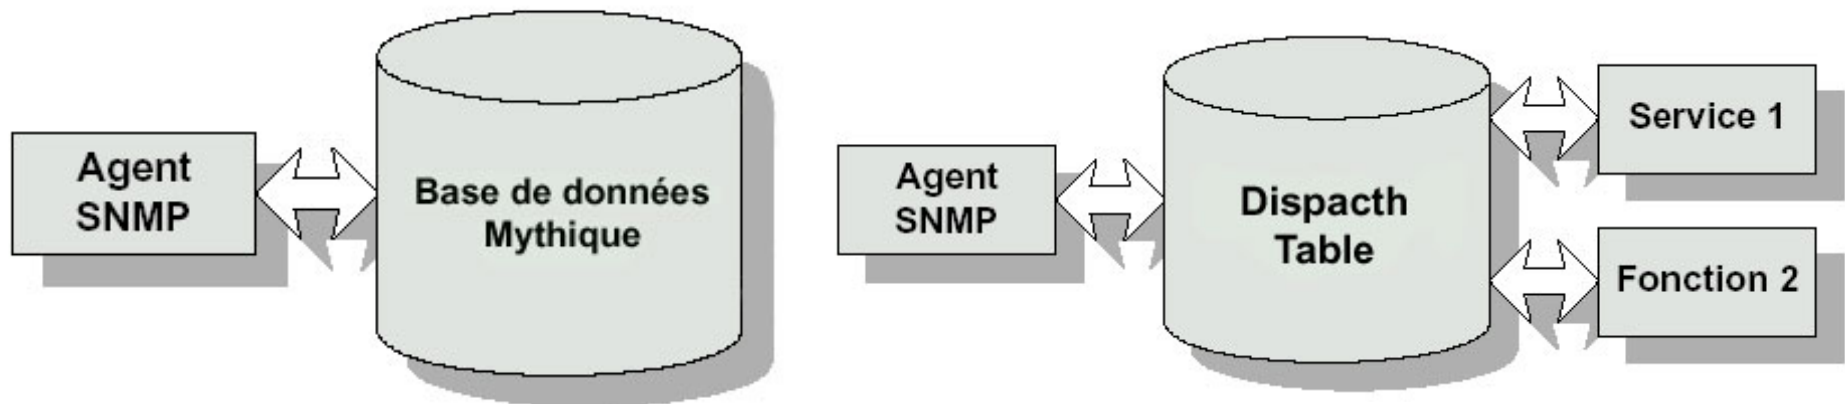 Agent
SNMP
Base de données
Mythique
Agent
SNMP
Dispacth
Table
Service 1
Fonction 2